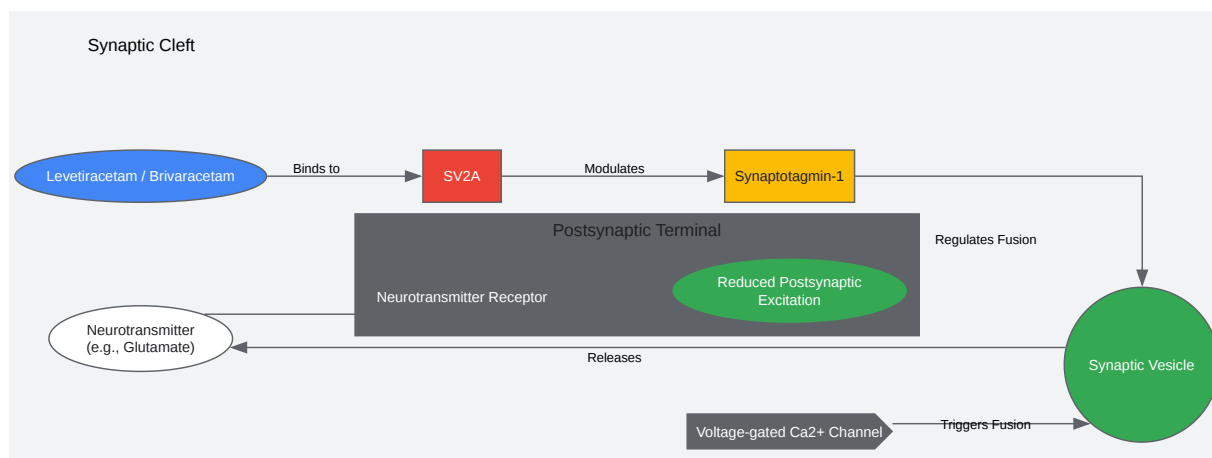 Synaptic Cleft
Levetiracetam / Brivaracetam
Binds to
SV2A
Modulates
Synaptotagmin-1
Postsynaptic Terminal
Regulates Fusion
Neurotransmitter Receptor
Reduced Postsynaptic
Excitation
Neurotransmitter
(e.g., Glutamate)
Releases
Synaptic Vesicle
Voltage-gated Ca2+ Channel
Triggers Fusion